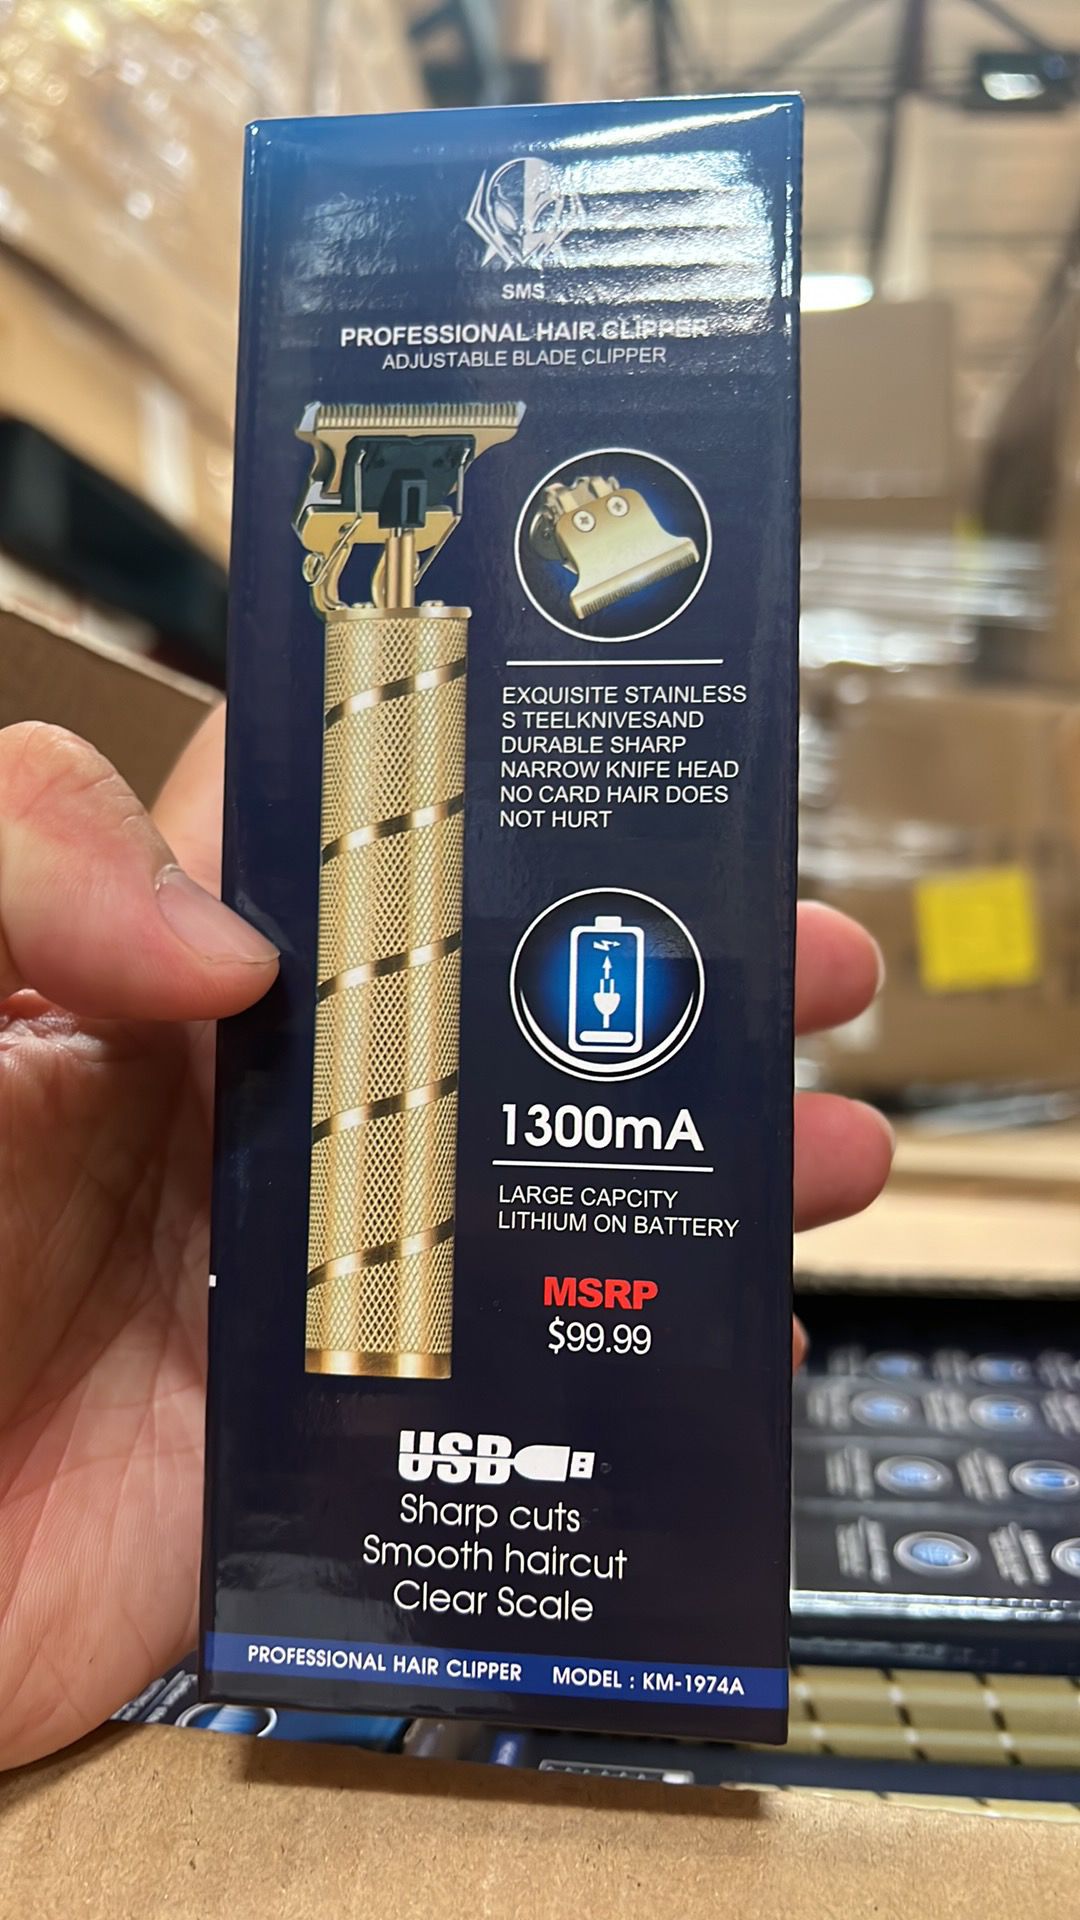 SMS
PROFESSIONAL HAIR CLIPPER
ADJUSTABLE BLADE CLIPPER
EXQUISITE STAINLESS
S TEELKNIVESAND
DURABLE SHARP
NARROW KNIFE HEAD
NO CARD HAIR DOES
NOT HURT
1300mA
LARGE CAPCITY
LITHIUM ON BATTERY
MSRP
$99.99
USB
Sharp cuts
Smooth haircut
Clear Scale
PROFESSIONAL HAIR CLIPPER MODEL : KM-1974A